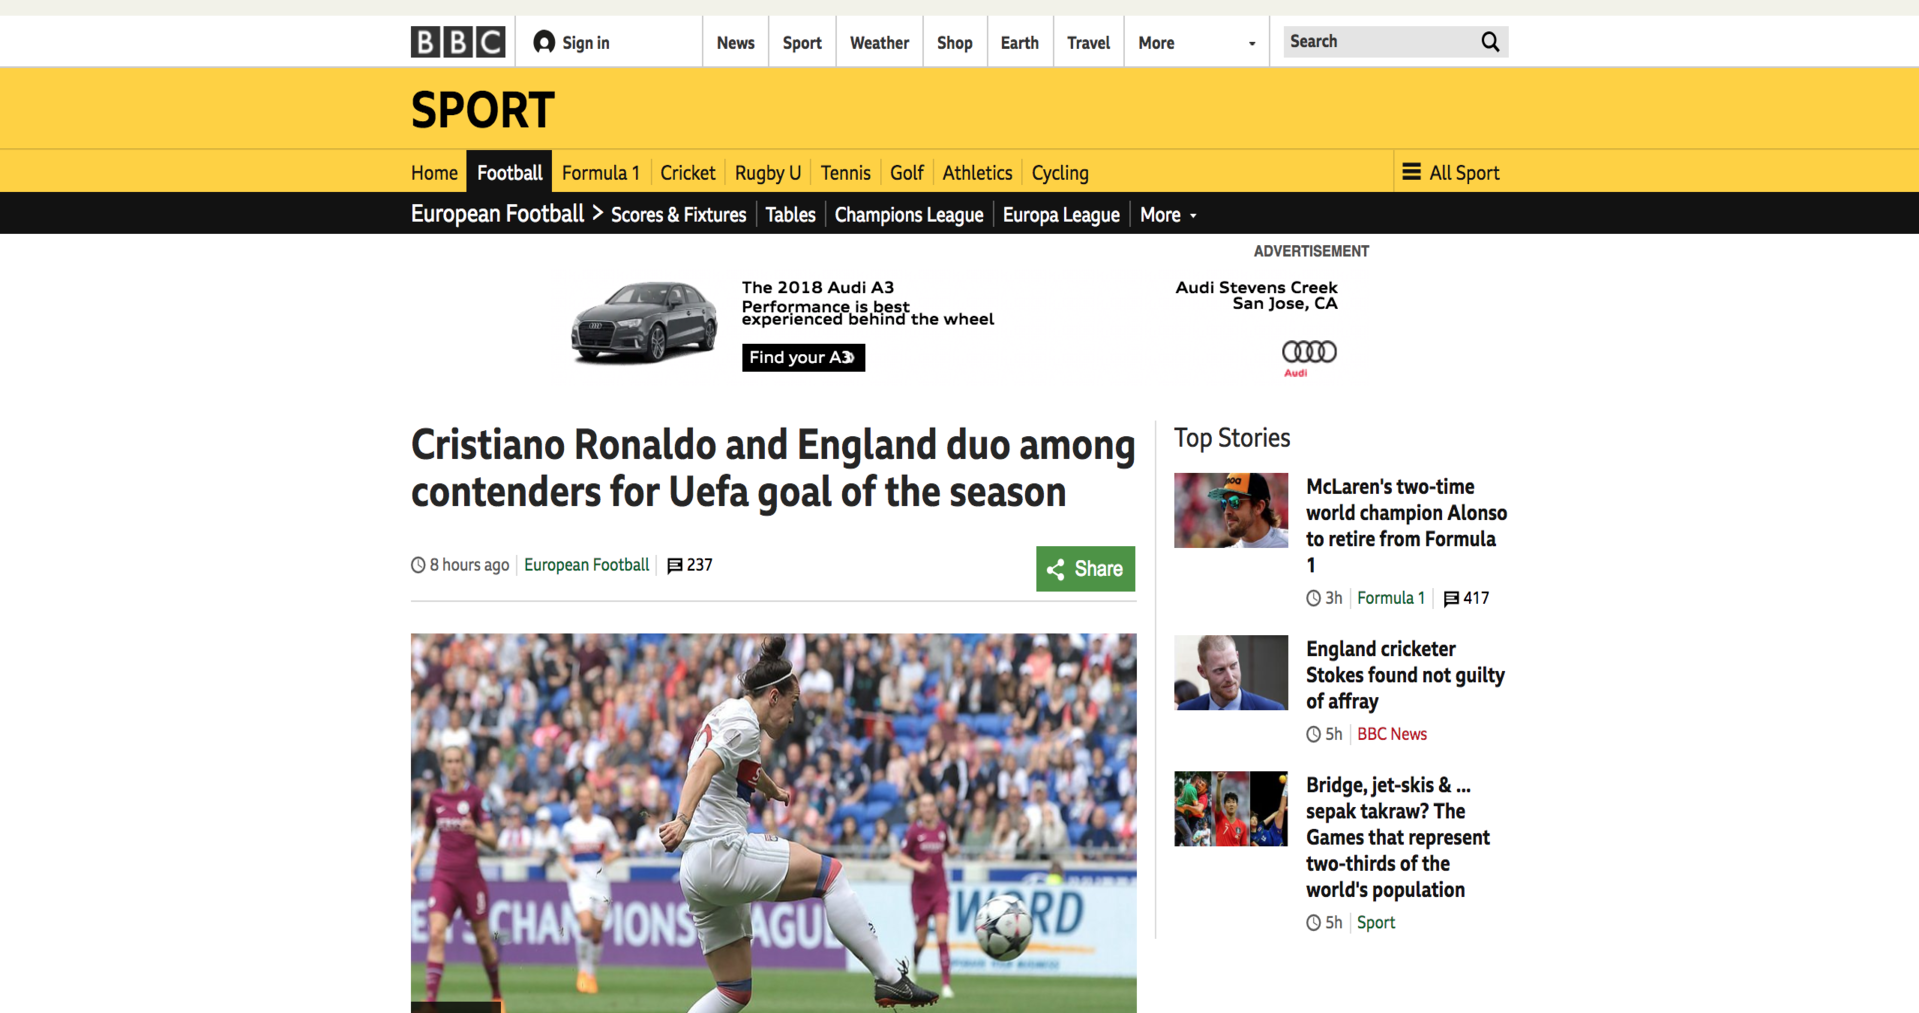 BBC
Sign in
News
Sport
Weather
Shop
Earth
Travel
More
Search
SPORT
Home
Football
Formula 1
Cricket
Rugby U
Tennis
Golf
Athletics
Cycling
All Sport
European Football
Scores & Fixtures
Tables
Champions League
Europa League
More
ADVERTISEMENT
The 2018 Audi A3
Performance is best
experienced behind the wheel
Find your A3
Audi Stevens Creek
San Jose, CA
Audi
Cristiano Ronaldo and England duo among
contenders for Uefa goal of the season
8 hours ago
European Football
237
Share
CHAMPIONS LEAGUE
Top Stories
McLaren's two-time
world champion Alonso
to retire from Formula
1
3h
Formula 1
417
England cricketer
Stokes found not guilty
of affray
5h
BBC News
Bridge, jet-skis & ...
sepak takraw? The
Games that represent
two-thirds of the
world's population
5h
Sport